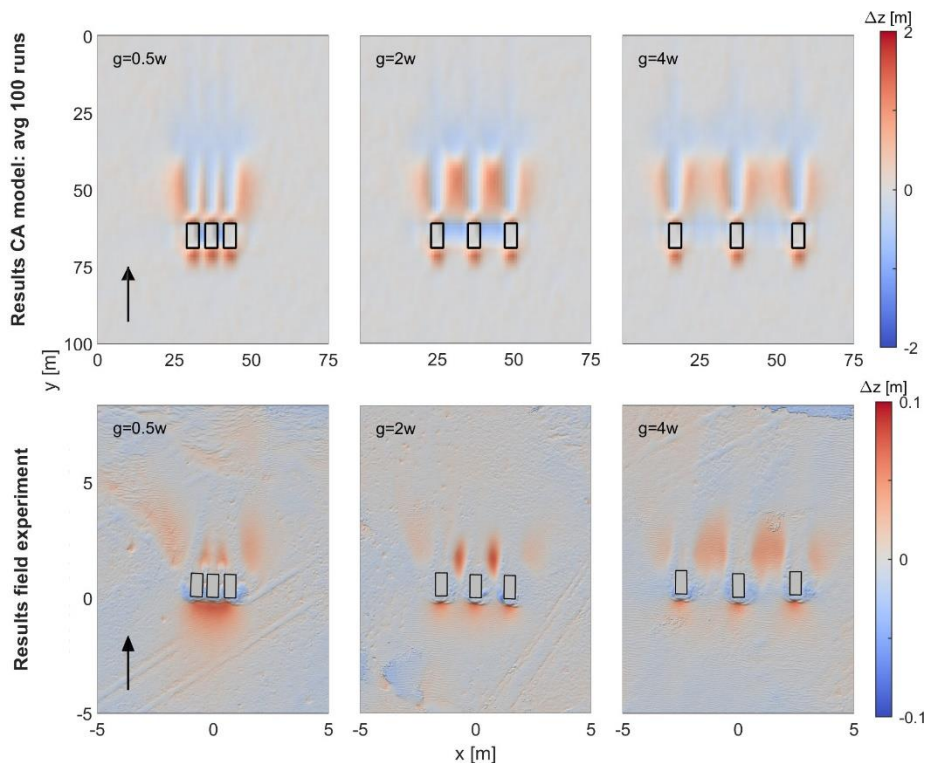 Δz [m]
Results CA model: avg 100 runs
g=0.5w
g=2w
g=4w
0
25
50
75
100
2
0
-2
0 25 50 75
25 50 75
25 50 75
y [m]
Δz [m]
Results field experiment
g=0.5w
g=2w
g=4w
5
0
-5
0.1
0
-0.1
-5 0 5
-5 0 5
-5 0 5
x [m]